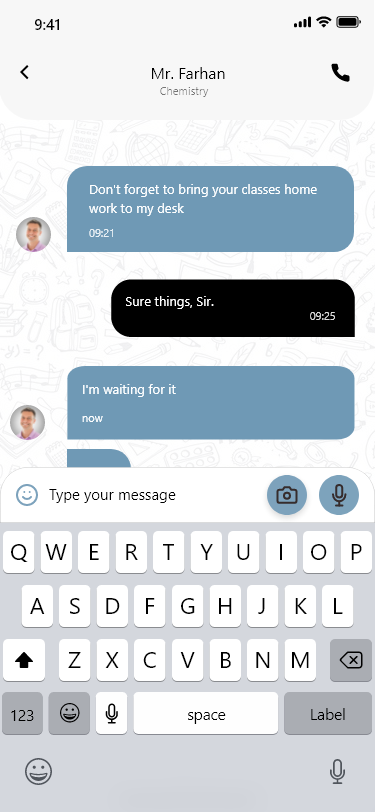 9:41
Mr. Farhan
Chemistry
Don't forget to bring your classes home
work to my desk
09:21
Sure things, Sir.
09:25
I'm waiting for it
now
Type your message
Q W E R T Y U I O P
A S D F G H J K L
Z X C V B N M
123 space Label